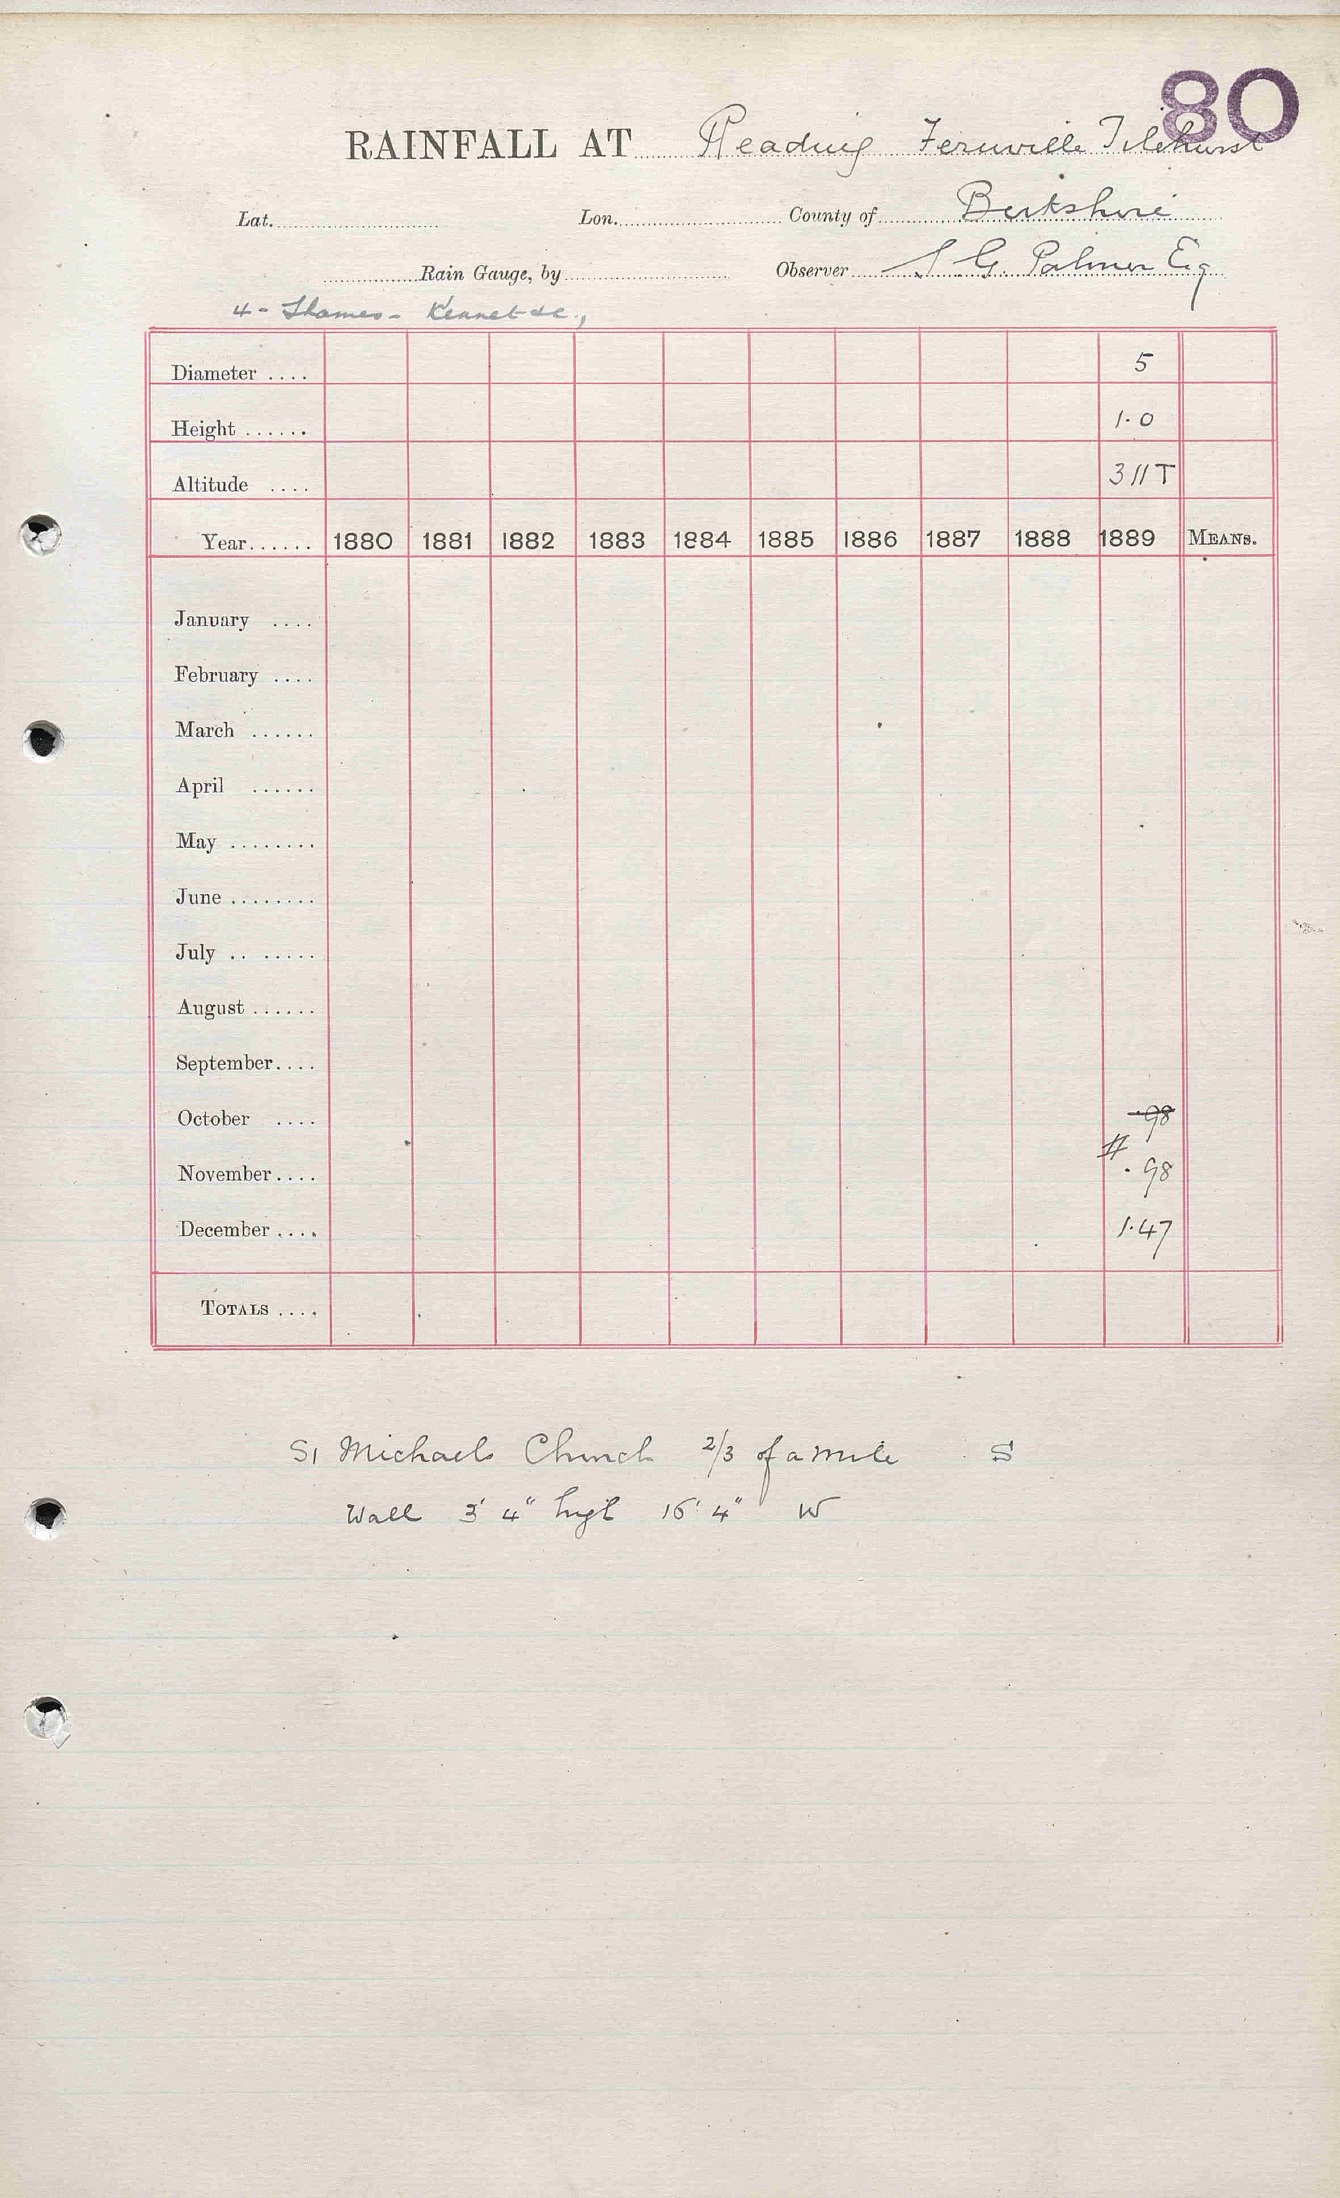 80
RAINFALL AT Reading Fernville Tilehurst
Lat. Lon. County of Berkshire
Rain Gauge, by Observer S G. Palmer Esq
4 - Thames - Kennet &c.,
Diameter .... 5
Height ...... 1.0
Altitude .... 311 T
Year...... 1880 1881 1882 1883 1884 1885 1886 1887 1888 1889 MEANS.
January ....
February ....
March ......
April ......
May ........
June ........
July .. ......
August ......
September....
October .... .98
November.... # .98
December .... 1.47
TOTALS ....
St Michaels Church 2/3 of a mile S
Wall 3' 4" high 16' 4" W